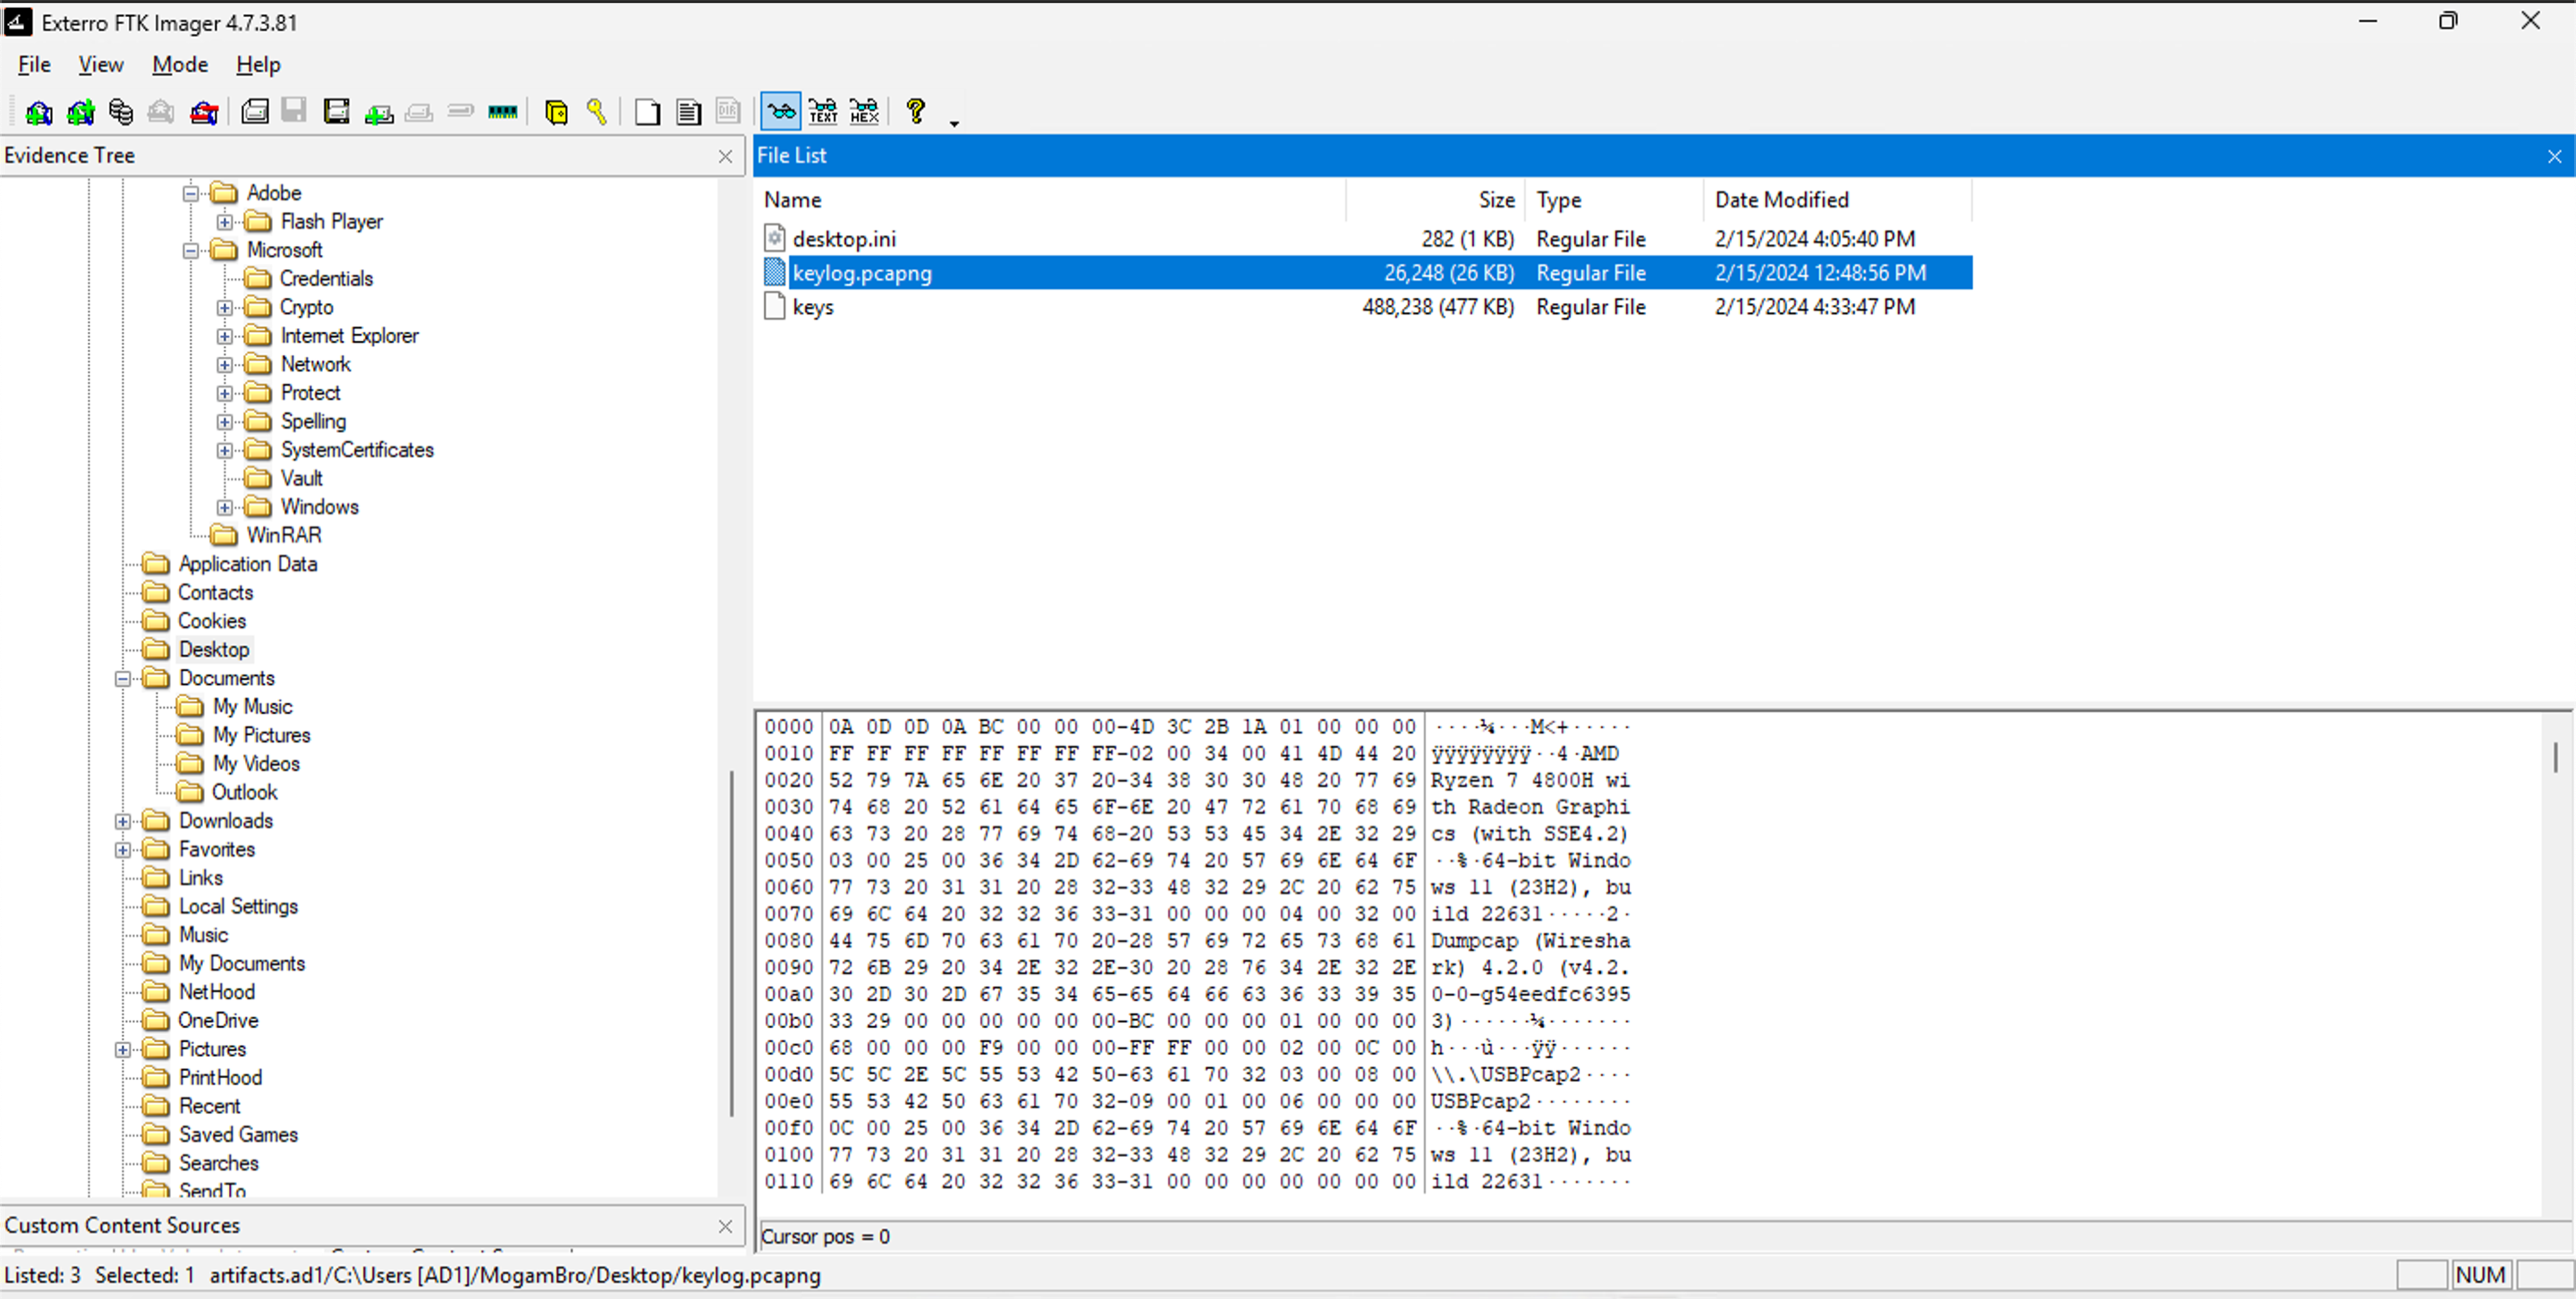 Exterro FTK Imager 4.7.3.81
File View Mode Help
TEXT HEX
Evidence Tree
Adobe
Flash Player
Microsoft
Credentials
Crypto
Internet Explorer
Network
Protect
Spelling
SystemCertificates
Vault
Windows
WinRAR
Application Data
Contacts
Cookies
Desktop
Documents
My Music
My Pictures
My Videos
Outlook
Downloads
Favorites
Links
Local Settings
Music
My Documents
NetHood
OneDrive
Pictures
PrintHood
Recent
Saved Games
Searches
SendTo
Custom Content Sources
File List
Name Size Type Date Modified
desktop.ini 282 (1 KB) Regular File 2/15/2024 4:05:40 PM
keylog.pcapng 26,248 (26 KB) Regular File 2/15/2024 12:48:56 PM
keys 488,238 (477 KB) Regular File 2/15/2024 4:33:47 PM
0000 0A 0D 0D 0A BC 00 00 00-4D 3C 2B 1A 01 00 00 00 ····¼···M<+·····
0010 FF FF FF FF FF FF FF FF-02 00 34 00 41 4D 44 20 ÿÿÿÿÿÿÿÿ··4·AMD
0020 52 79 7A 65 6E 20 37 20-34 38 30 30 48 20 77 69 Ryzen 7 4800H wi
0030 74 68 20 52 61 64 65 6F-6E 20 47 72 61 70 68 69 th Radeon Graphi
0040 63 73 20 28 77 69 74 68-20 53 53 45 34 2E 32 29 cs (with SSE4.2)
0050 03 00 25 00 36 34 2D 62-69 74 20 57 69 6E 64 6F ··%·64-bit Windo
0060 77 73 20 31 31 20 28 32-33 48 32 29 2C 20 62 75 ws 11 (23H2), bu
0070 69 6C 64 20 32 32 36 33-31 00 00 00 04 00 32 00 ild 22631·····2·
0080 44 75 6D 70 63 61 70 20-28 57 69 72 65 73 68 61 Dumpcap (Wiresha
0090 72 6B 29 20 34 2E 32 2E-30 20 28 76 34 2E 32 2E rk) 4.2.0 (v4.2.
00a0 30 2D 30 2D 67 35 34 65-65 64 66 63 36 33 39 35 0-0-g54eedfc6395
00b0 33 29 00 00 00 00 00 00-BC 00 00 00 01 00 00 00 3)······¼·······
00c0 68 00 00 00 F9 00 00 00-FF FF 00 00 02 00 0C 00 h···ù···ÿÿ······
00d0 5C 5C 2E 5C 55 53 42 50-63 61 70 32 03 00 08 00 \\.\USBPcap2····
00e0 55 53 42 50 63 61 70 32-09 00 01 00 06 00 00 00 USBPcap2········
00f0 0C 00 25 00 36 34 2D 62-69 74 20 57 69 6E 64 6F ··%·64-bit Windo
0100 77 73 20 31 31 20 28 32-33 48 32 29 2C 20 62 75 ws 11 (23H2), bu
0110 69 6C 64 20 32 32 36 33-31 00 00 00 00 00 00 00 ild 22631·······
Cursor pos = 0
Listed: 3 Selected: 1 artifacts.ad1/C:\Users [AD1]/MogamBro/Desktop/keylog.pcapng
NUM